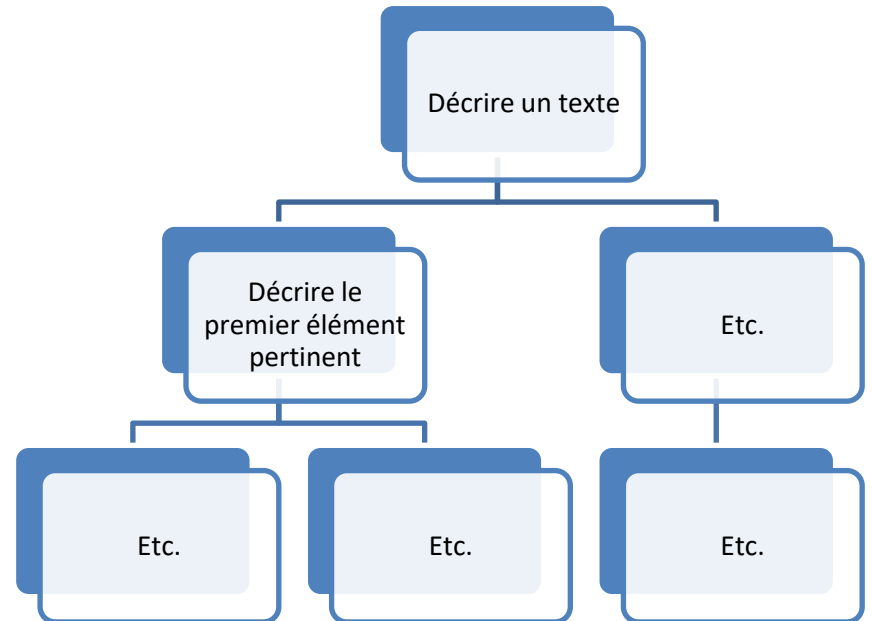 Décrire un texte
Décrire le
premier élément
pertinent
Etc.
Etc.
Etc.
Etc.